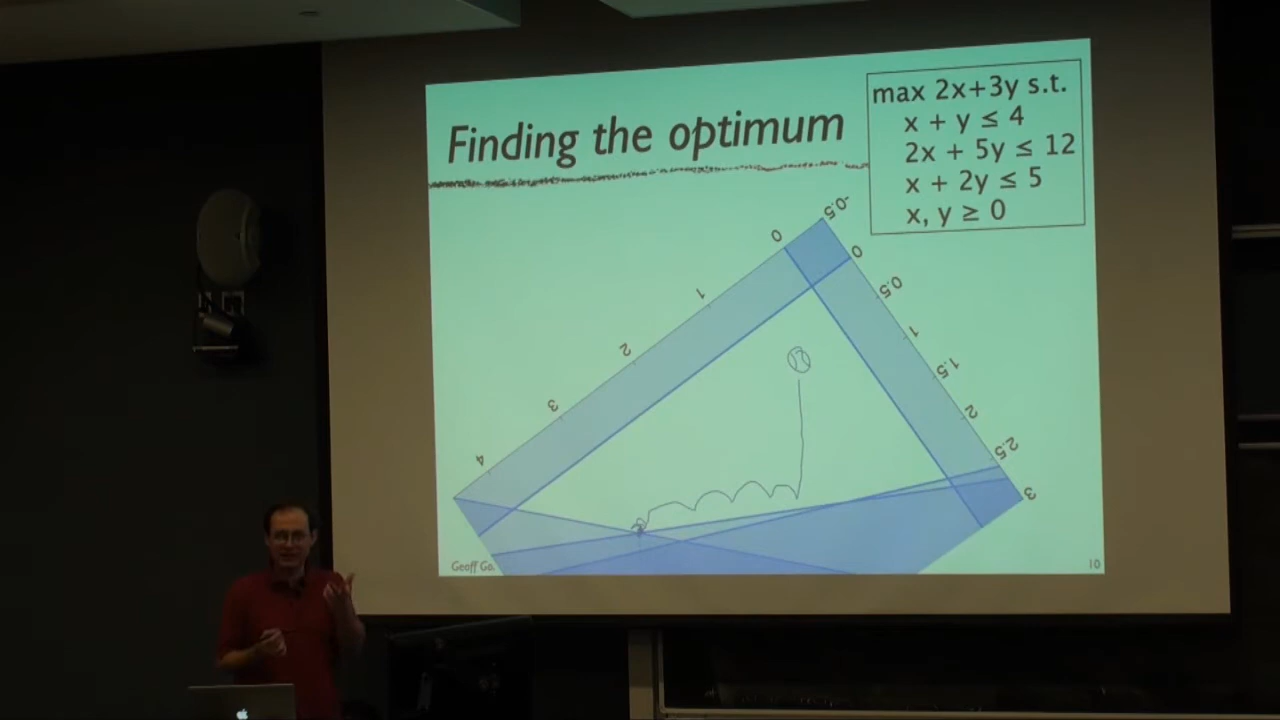 Finding the optimum
max 2x+3y s.t.
x + y ≤ 4
2x + 5y ≤ 12
x + 2y ≤ 5
x, y ≥ 0
-0.5
0
0
0.5
1
1
1.5
2
2
2.5
3
3
4
Geoff Go
10